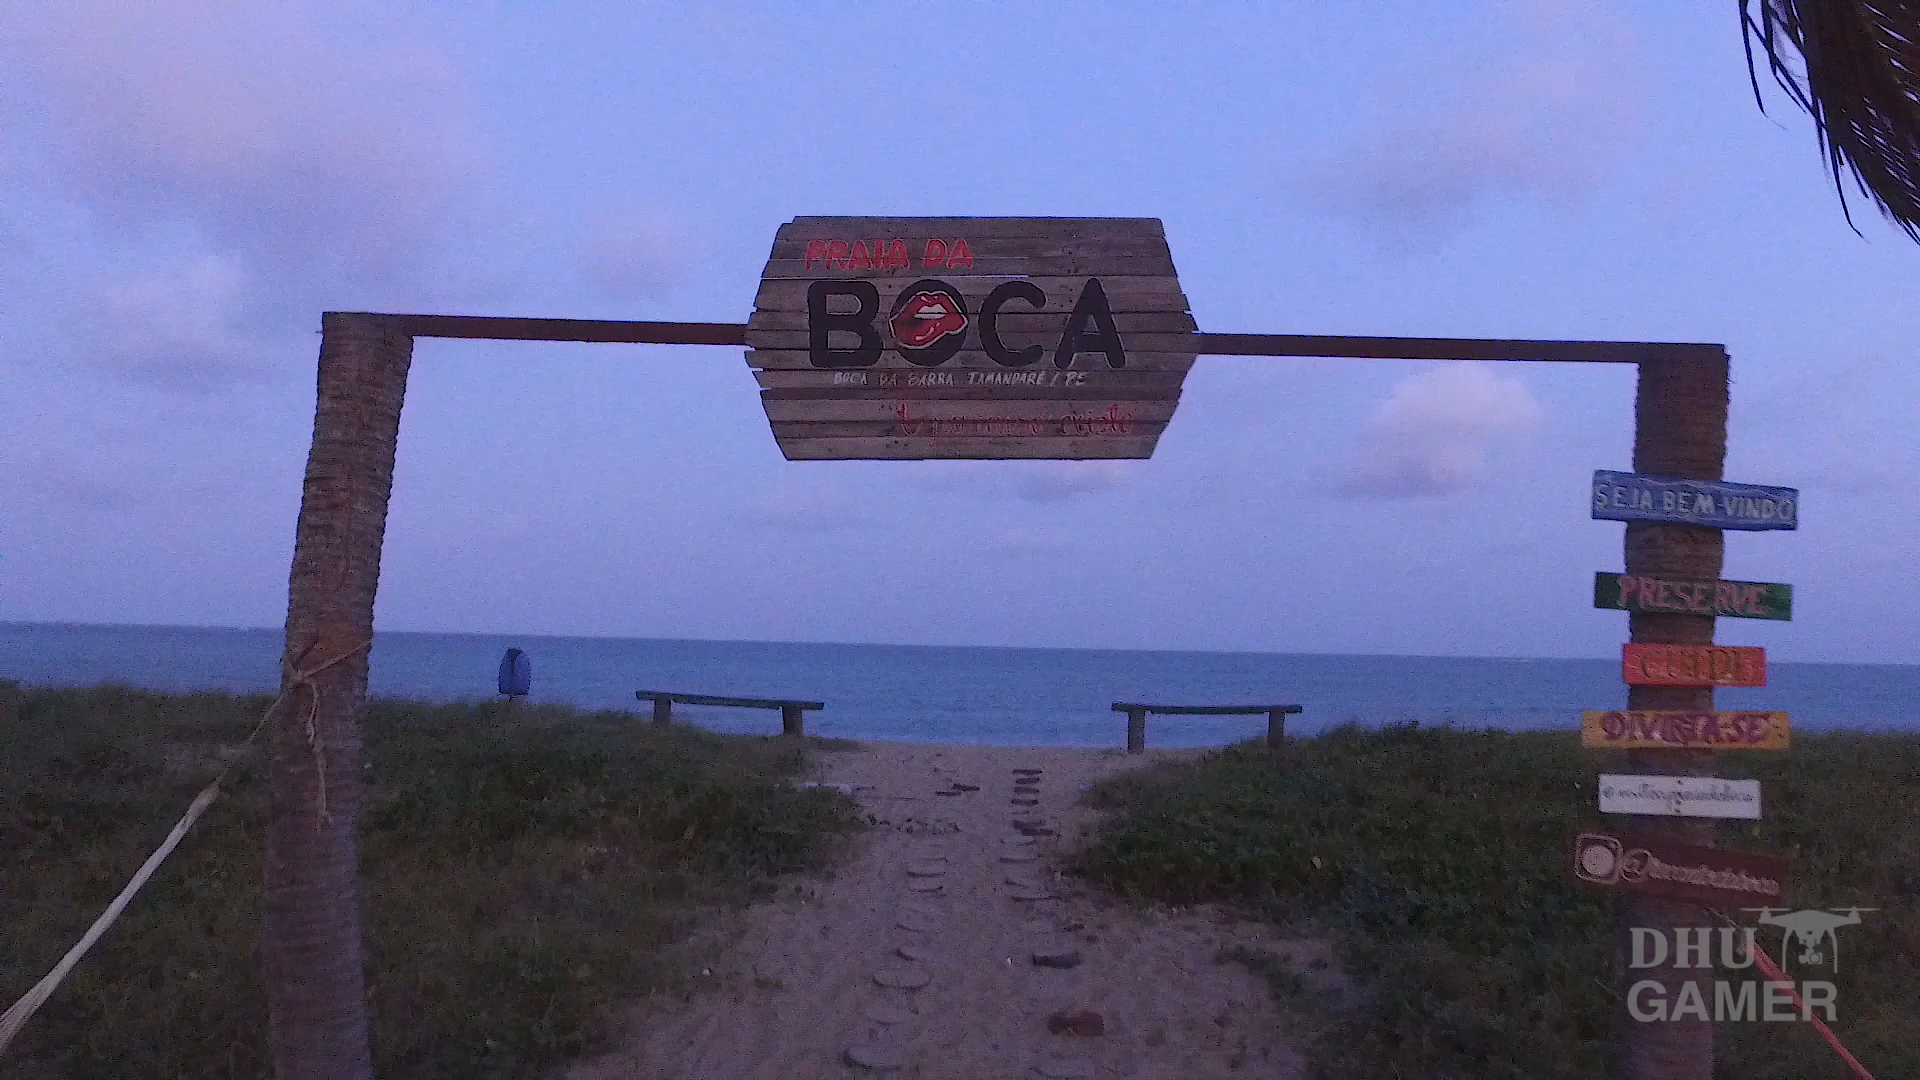 PRAIA DA
BOCA
BOCA DA BARRA TAMANDARÉ / PE
SEJA BEM-VINDO
PRESERVE
CUIDE
DIVIRTA-SE
DHU
GAMER